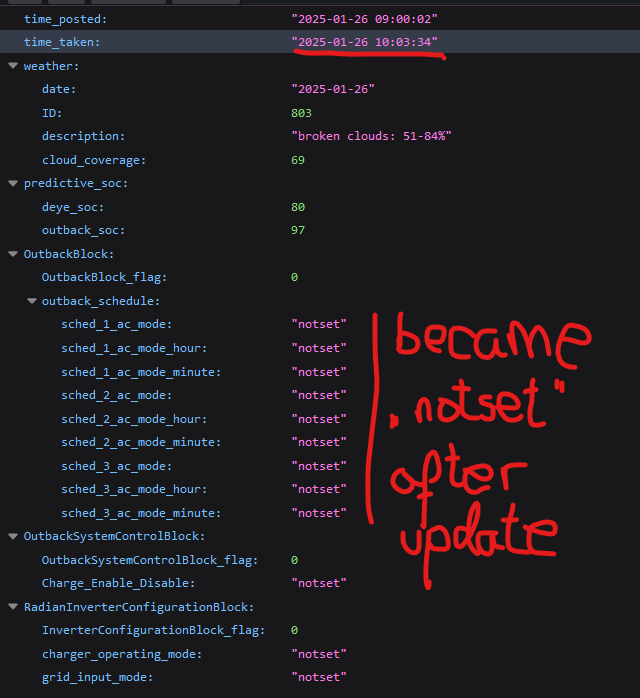 time_posted: "2025-01-26 09:00:02"
time_taken: "2025-01-26 10:03:34"
weather:
date: "2025-01-26"
ID: 803
description: "broken clouds: 51-84%"
cloud_coverage: 69
predictive_soc:
deye_soc: 80
outback_soc: 97
OutbackBlock:
OutbackBlock_flag: 0
outback_schedule:
sched_1_ac_mode: "notset"
sched_1_ac_mode_hour: "notset"
sched_1_ac_mode_minute: "notset"
sched_2_ac_mode: "notset"
sched_2_ac_mode_hour: "notset"
sched_2_ac_mode_minute: "notset"
sched_3_ac_mode: "notset"
sched_3_ac_mode_hour: "notset"
sched_3_ac_mode_minute: "notset"
became
„notset"
after
update
OutbackSystemControlBlock:
OutbackSystemControlBlock_flag: 0
Charge_Enable_Disable: "notset"
RadianInverterConfigurationBlock:
InverterConfigurationBlock_flag: 0
charger_operating_mode: "notset"
grid_input_mode: "notset"